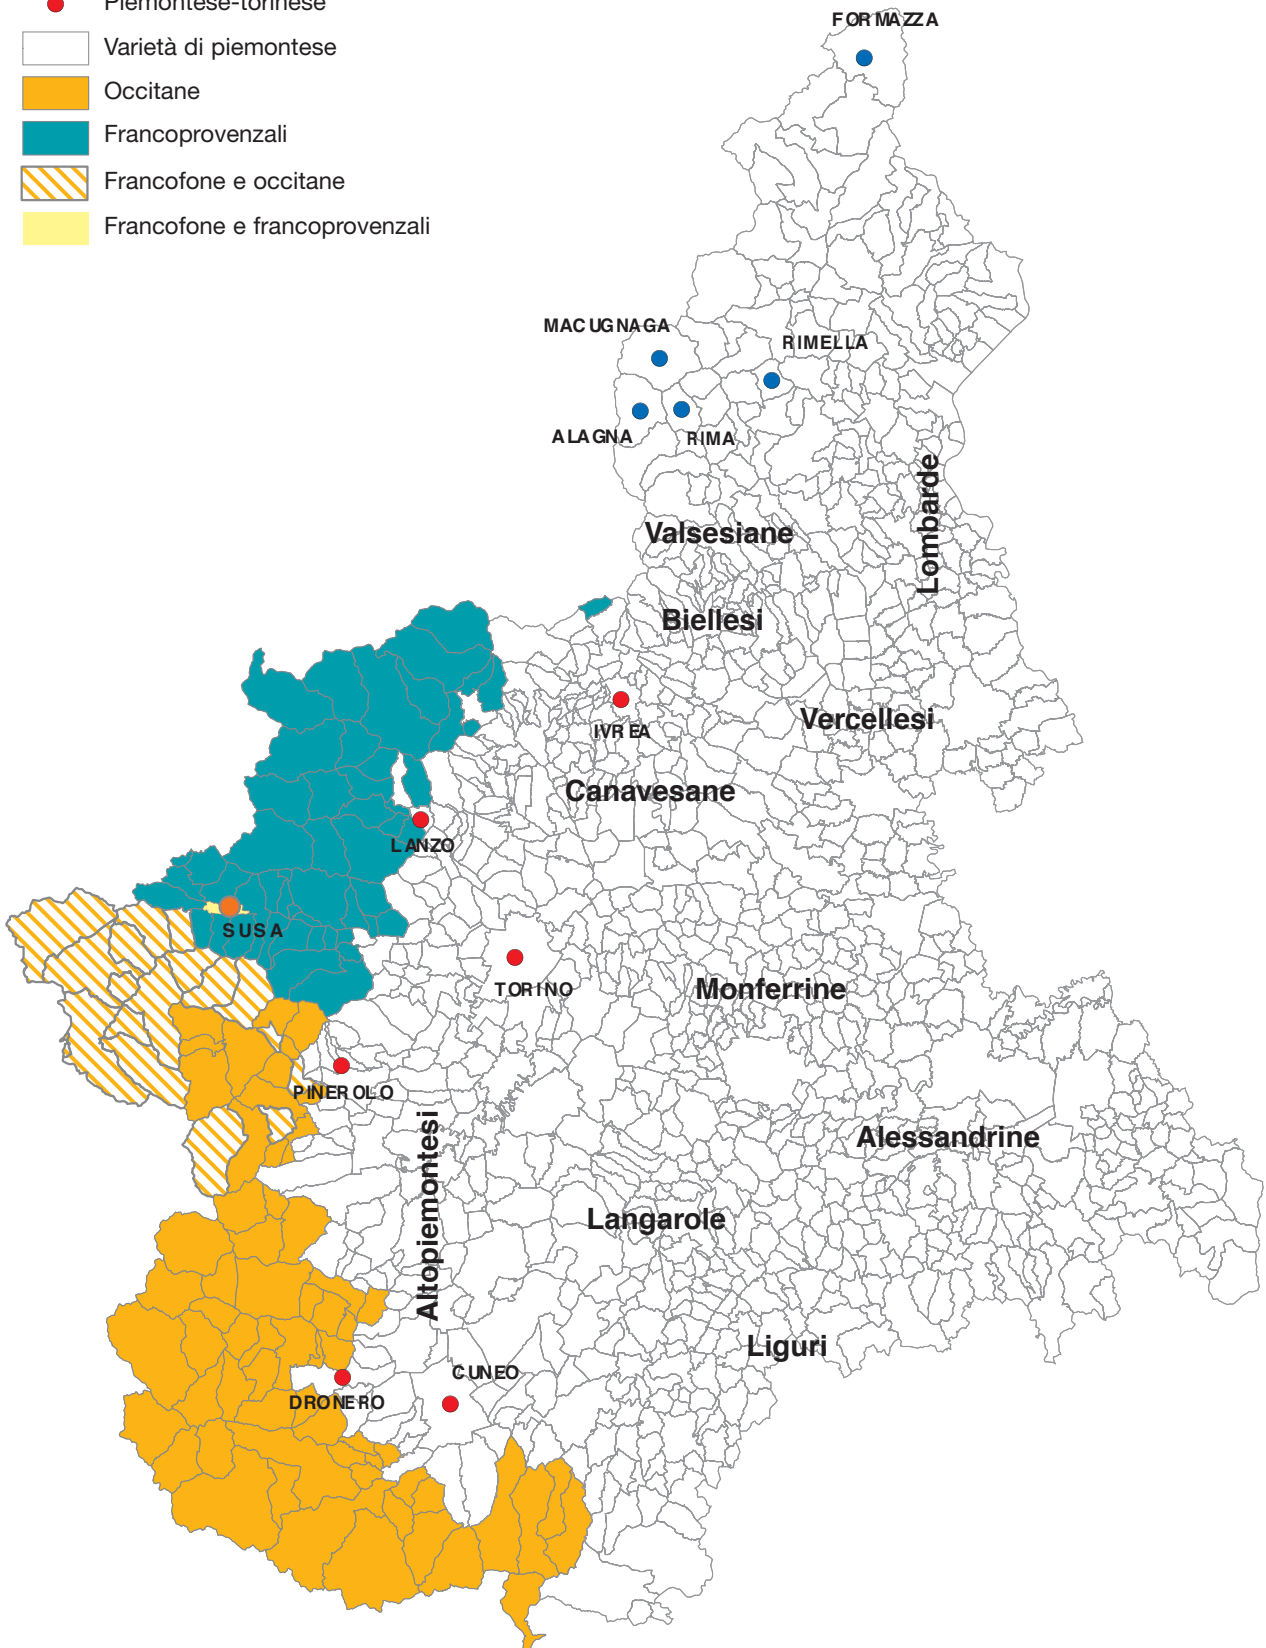 Piemontese-torinese
Varietà di piemontese
Occitane
Francoprovenzali
Francofone e occitane
Francofone e francoprovenzali
FORMAZZA
MACUGNAGA
RIMELLA
ALAGNA
RIMA
Lombarde
Valsesiane
Biellesi
IVREA
Vercellesi
Canavesane
LANZO
SUSA
TORINO
Monferrine
PINEROLO
Altopiemontesi
Alessandrine
Langarole
Liguri
CUNEO
DRONERO